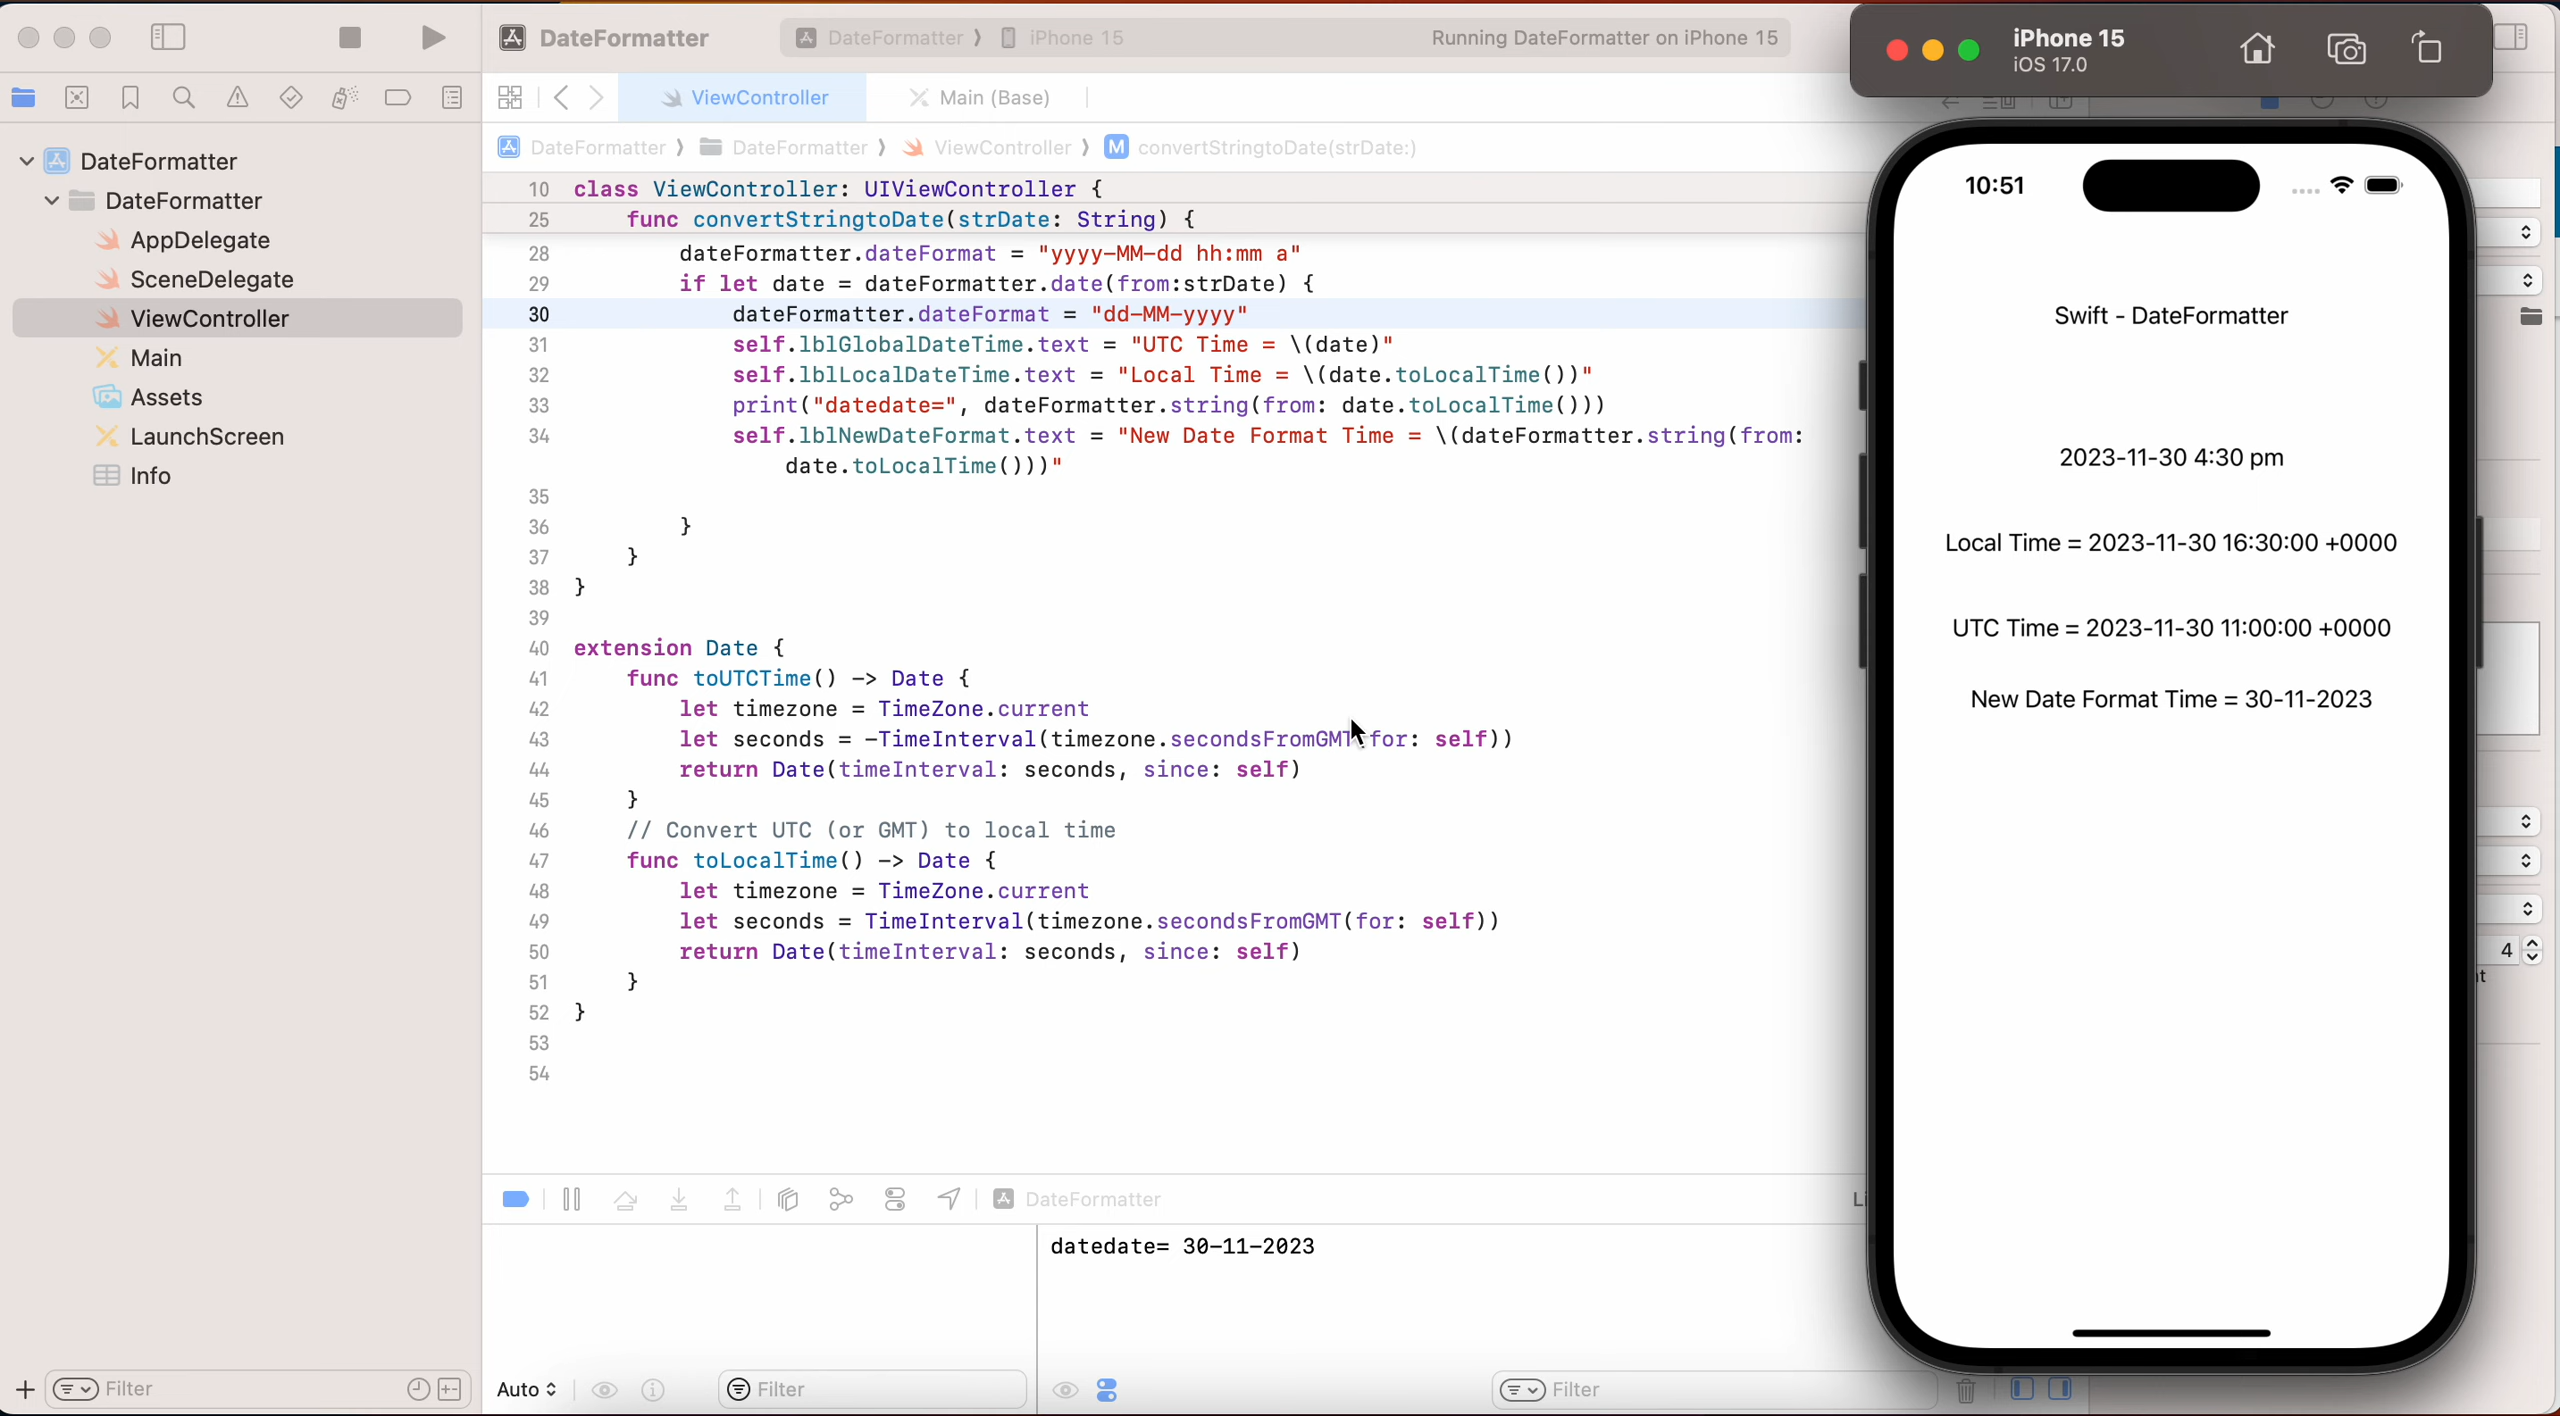 DateFormatter
DateFormatter ⟩ iPhone 15
Running DateFormatter on iPhone 15
iPhone 15
iOS 17.0
ViewController
Main (Base)
DateFormatter ⟩ DateFormatter ⟩ ViewController ⟩ M convertStringtoDate(strDate:)
DateFormatter
DateFormatter
AppDelegate
SceneDelegate
ViewController
Main
Assets
LaunchScreen
Info
10 class ViewController: UIViewController {
25 func convertStringtoDate(strDate: String) {
28 dateFormatter.dateFormat = "yyyy-MM-dd hh:mm a"
29 if let date = dateFormatter.date(from:strDate) {
30 dateFormatter.dateFormat = "dd-MM-yyyy"
31 self.lblGlobalDateTime.text = "UTC Time = \(date)"
32 self.lblLocalDateTime.text = "Local Time = \(date.toLocalTime())"
33 print("datedate=", dateFormatter.string(from: date.toLocalTime()))
34 self.lblNewDateFormat.text = "New Date Format Time = \(dateFormatter.string(from:
date.toLocalTime()))"
35
36 }
37 }
38 }
39
40 extension Date {
41 func toUTCTime() -> Date {
42 let timezone = TimeZone.current
43 let seconds = -TimeInterval(timezone.secondsFromGMT(for: self))
44 return Date(timeInterval: seconds, since: self)
45 }
46 // Convert UTC (or GMT) to local time
47 func toLocalTime() -> Date {
48 let timezone = TimeZone.current
49 let seconds = TimeInterval(timezone.secondsFromGMT(for: self))
50 return Date(timeInterval: seconds, since: self)
51 }
52 }
53
54
DateFormatter
datedate= 30-11-2023
Filter
Auto
Filter
Filter
10:51
Swift - DateFormatter
2023-11-30 4:30 pm
Local Time = 2023-11-30 16:30:00 +0000
UTC Time = 2023-11-30 11:00:00 +0000
New Date Format Time = 30-11-2023
4